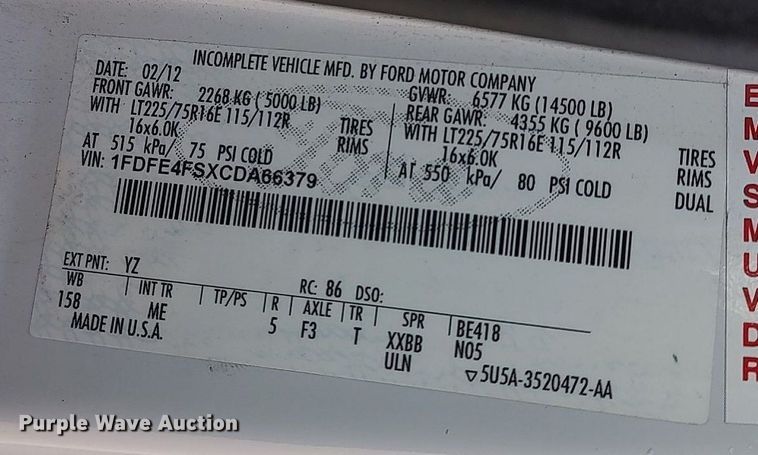 INCOMPLETE VEHICLE MFD. BY FORD MOTOR COMPANY
DATE: 02/12 GVWR: 6577 KG (14500 LB)
FRONT GAWR: 2268 KG ( 5000 LB) REAR GAWR: 4355 KG ( 9600 LB)
WITH LT225/75R16E 115/112R TIRES WITH LT225/75R16E 115/112R TIRES
16x6.0K RIMS 16x6.0K RIMS
AT 515 kPa/ 75 PSI COLD AT 550 kPa/ 80 PSI COLD DUAL
VIN: 1FDFE4FSXCDA66379
EXT PNT: YZ RC: 86 DSO:
WB INT TR TP/PS R AXLE TR SPR BE418
158 ME 5 F3 T XXBB N05
MADE IN U.S.A. ULN 5U5A-3520472-AA
E
M
V
S
M
U
V
D
R
Purple Wave Auction